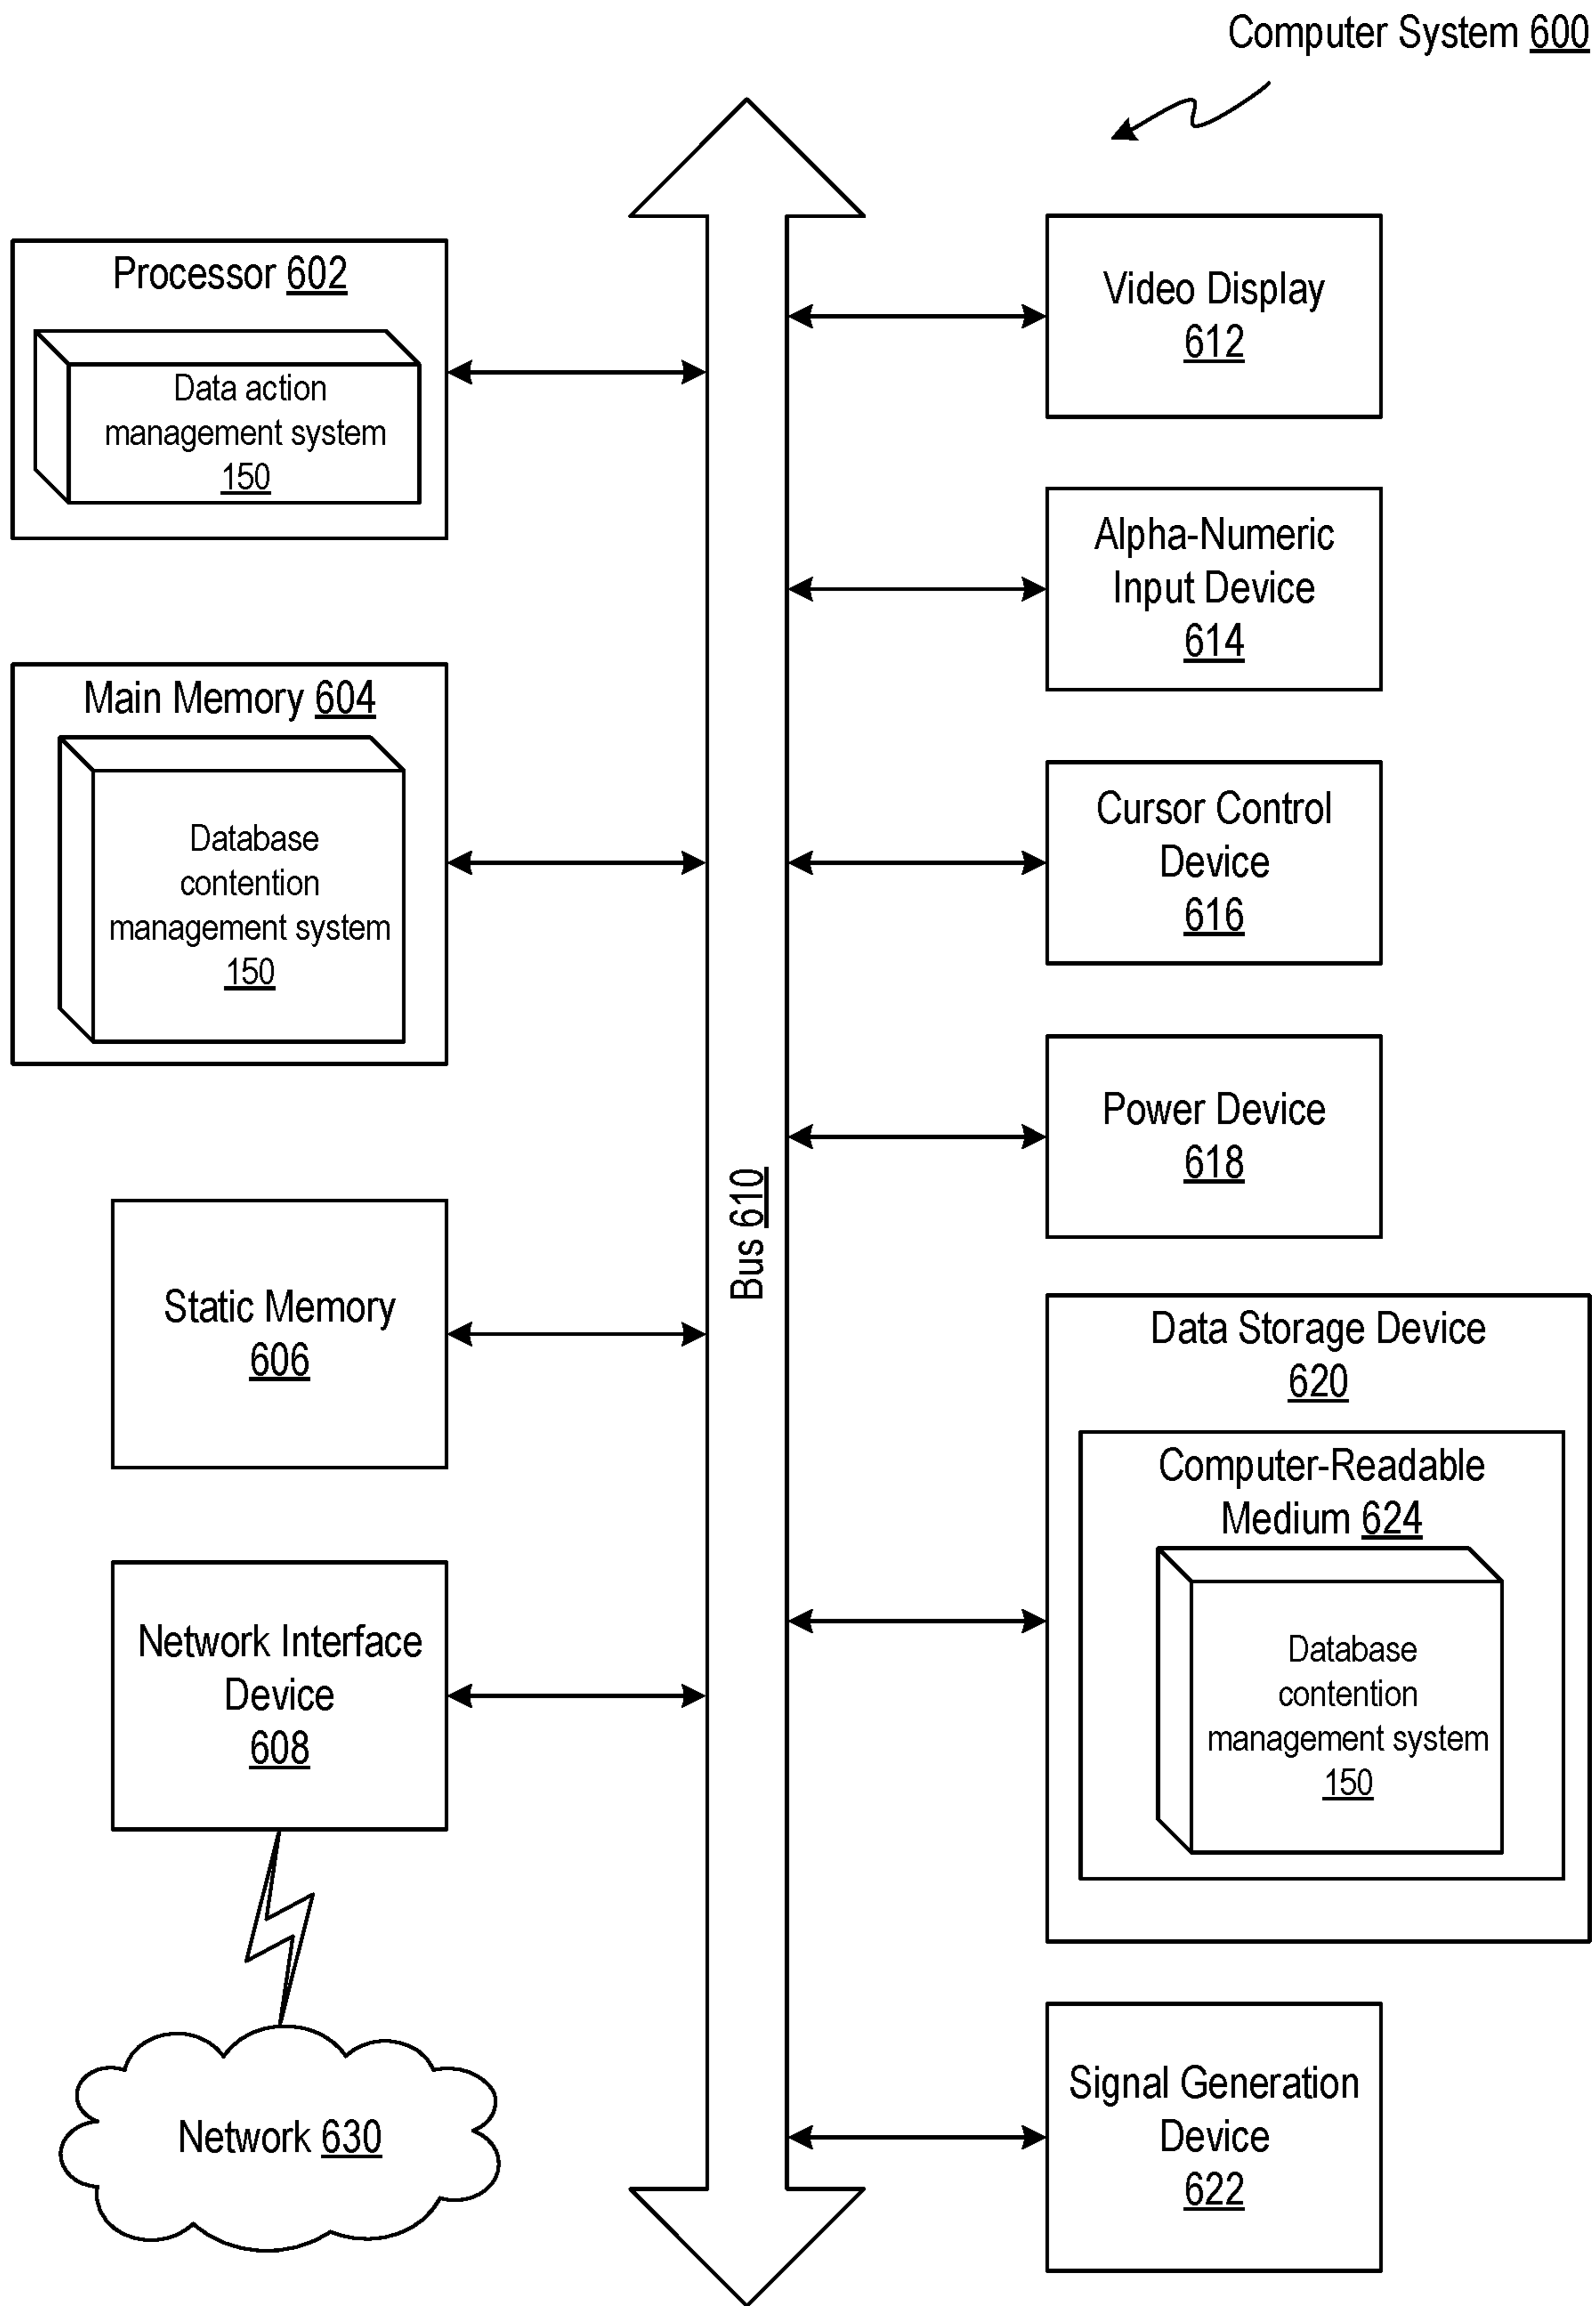 Computer System 600
Processor 602
Data action
management system
150
Main Memory 604
Database
contention
management system
150
Static Memory
606
Network Interface
Device
608
Network 630
Bus 610
Video Display
612
Alpha-Numeric
Input Device
614
Cursor Control
Device
616
Power Device
618
Data Storage Device
620
Computer-Readable
Medium 624
Database
contention
management system
150
Signal Generation
Device
622